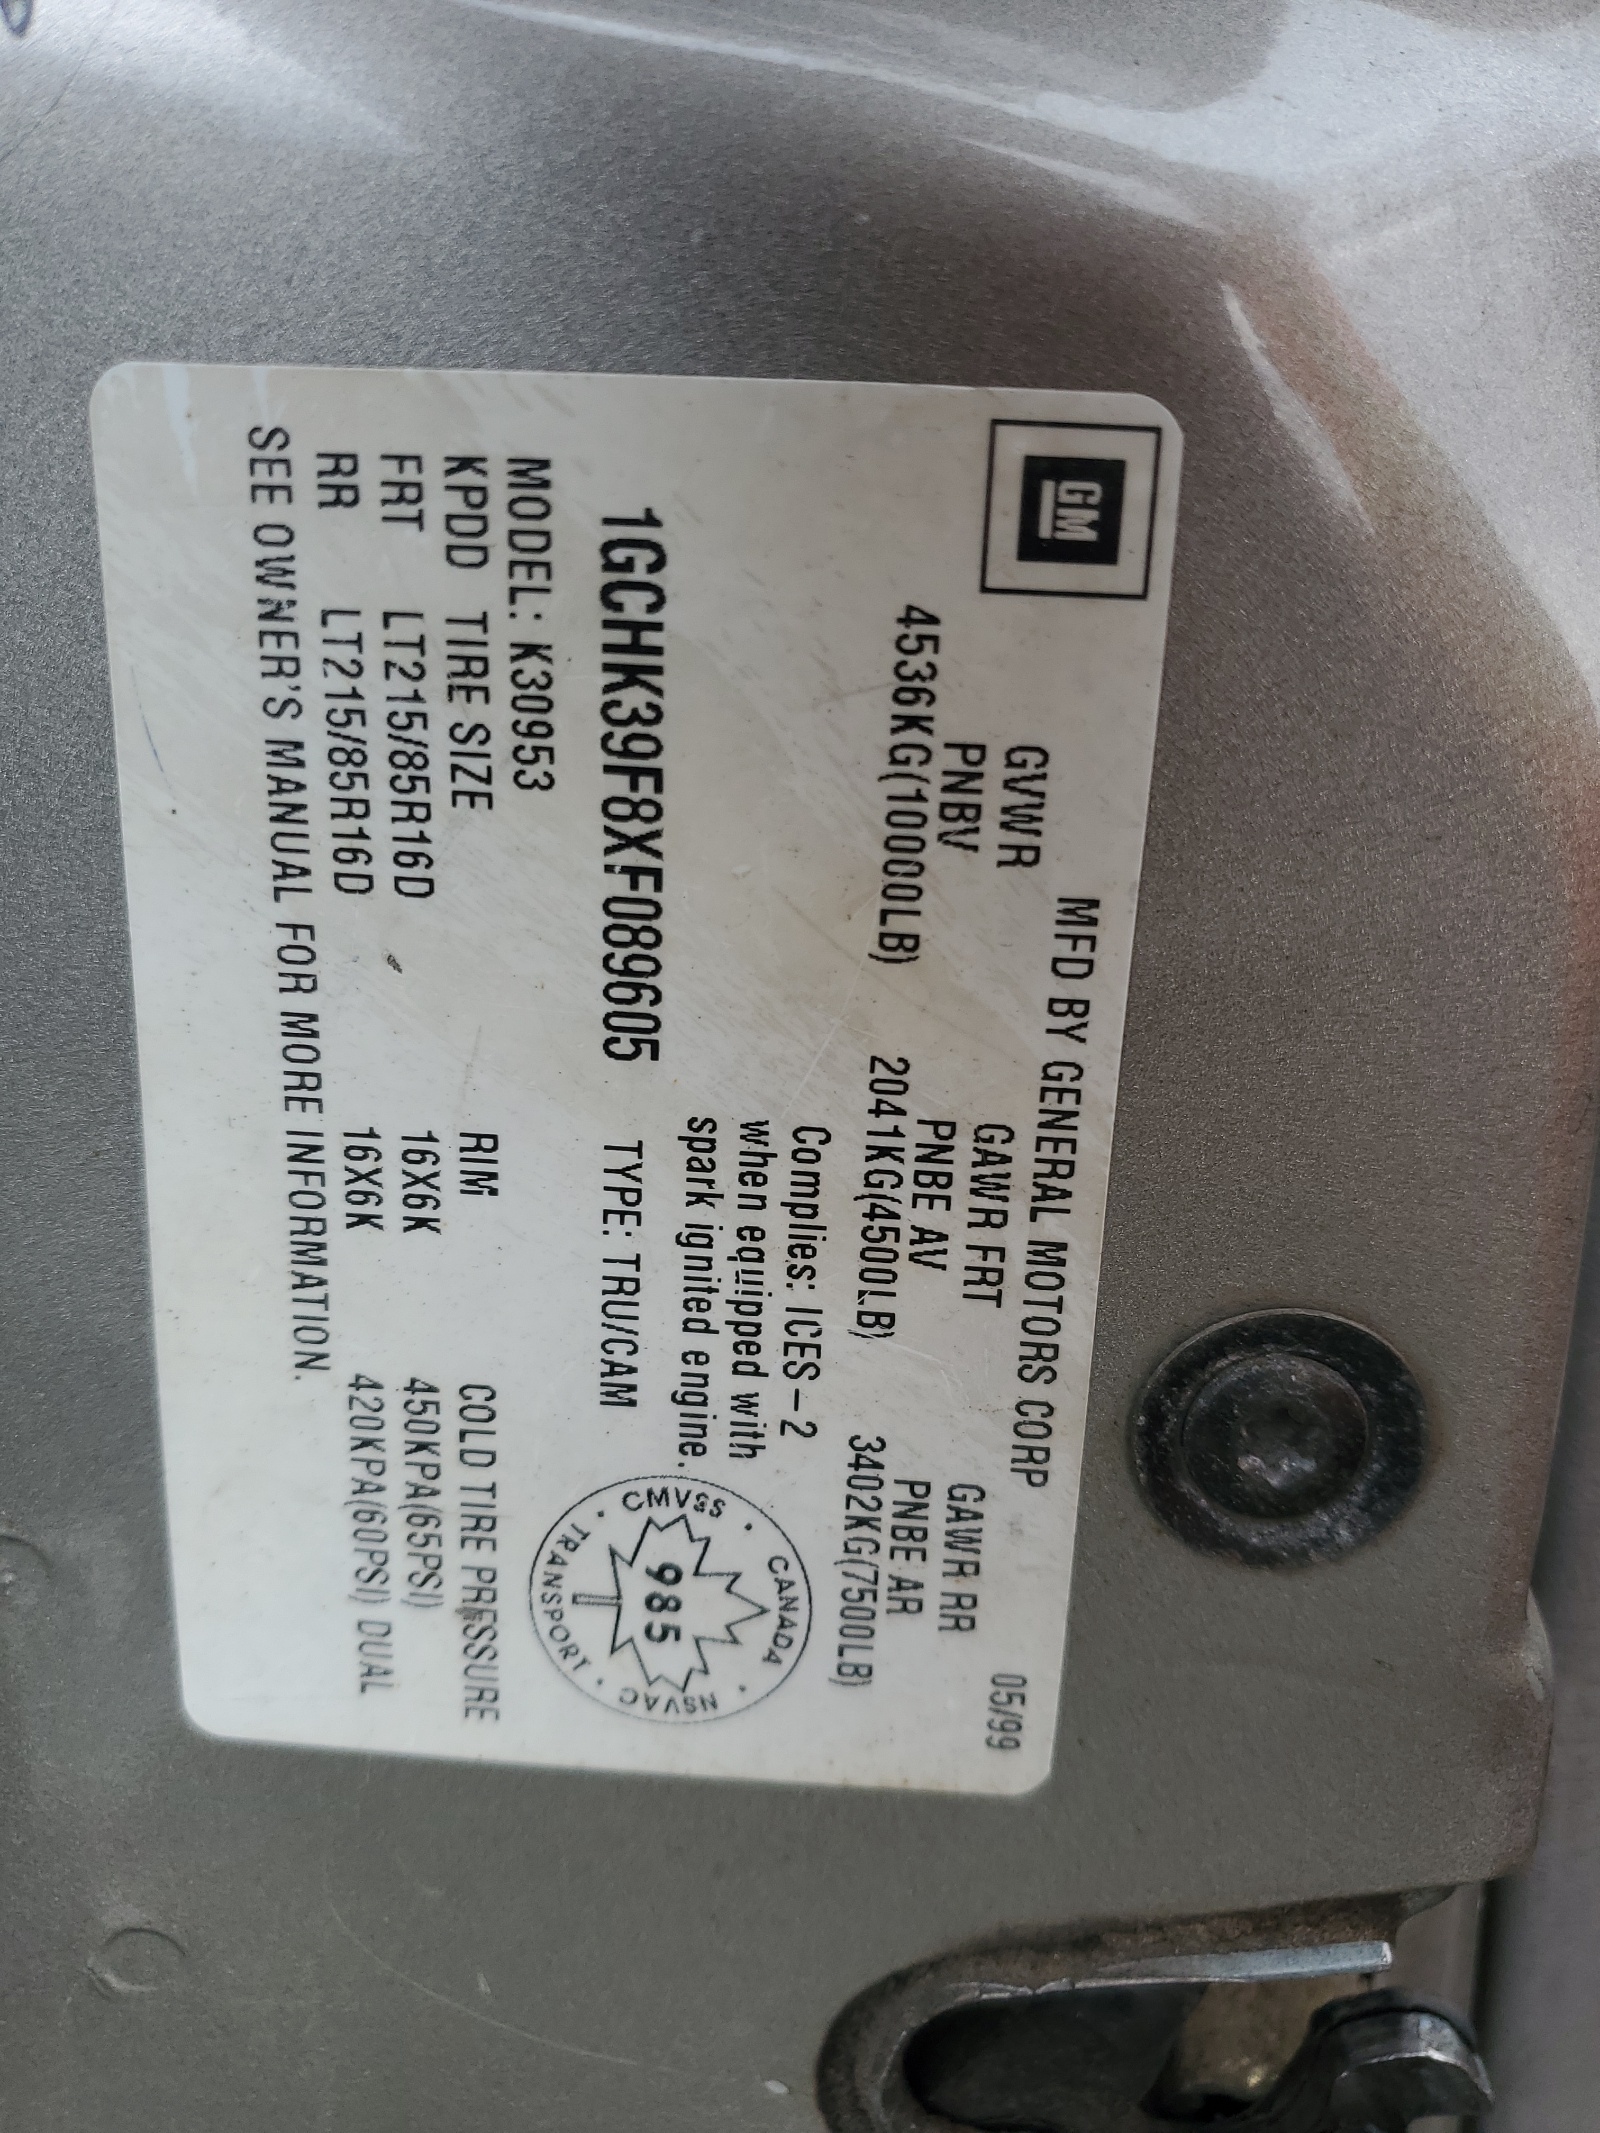 GM
MFD BY GENERAL MOTORS CORP 05/99
GVWR GAWR FRT GAWR RR
PNBV PNBE AV PNBE AR
4536KG(10000LB) 2041KG(4500LB) 3402KG(7500LB)
Complies: ICES-2
when equipped with
spark ignited engine.
1GCHK39F8XF089605 TYPE: TRU/CAM
CANADA · NSVAC · TRANSPORT · CMVSS ·
985
MODEL: K30953
KPDD TIRE SIZE RIM COLD TIRE PRESSURE
FRT LT215/85R16D 16X6K 450KPA(65PSI)
RR LT215/85R16D 16X6K 420KPA(60PSI) DUAL
SEE OWNER'S MANUAL FOR MORE INFORMATION.